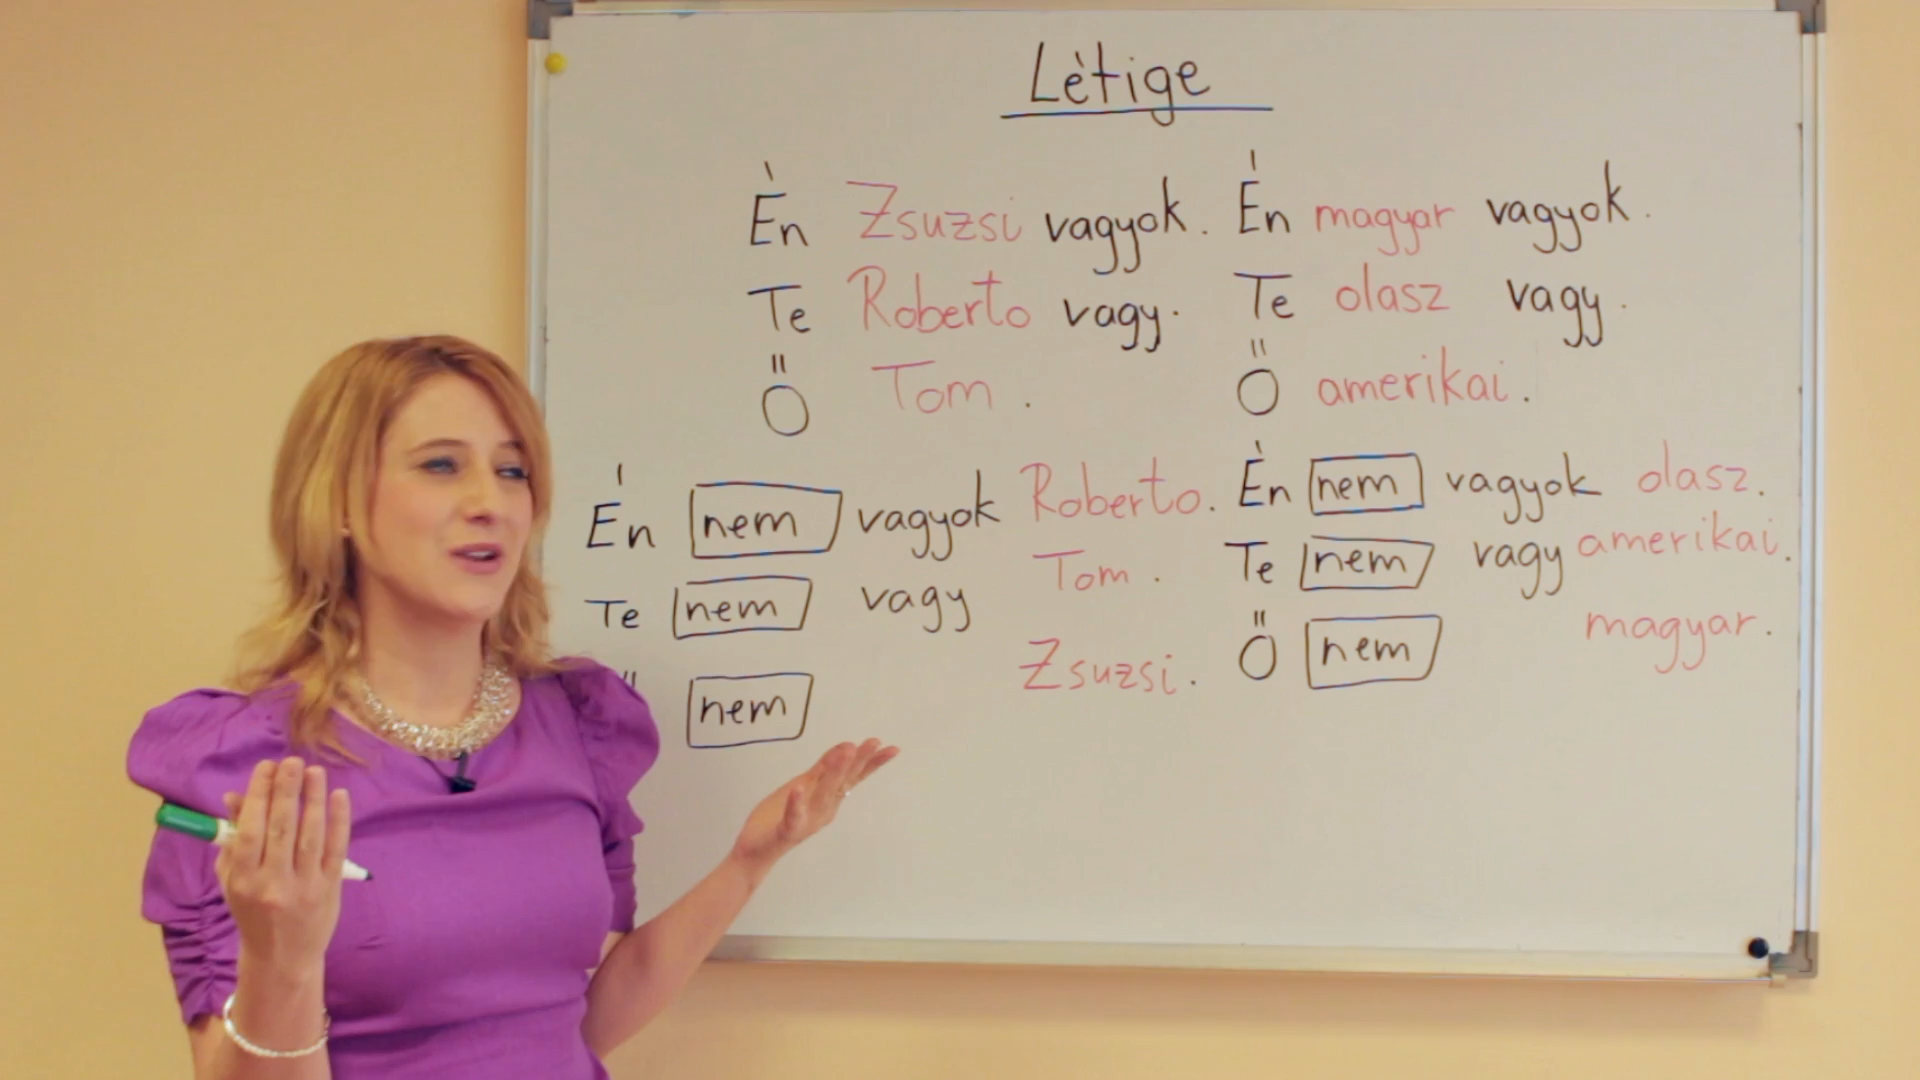 Létige
Én Zsuzsi vagyok. Én magyar vagyok.
Te Roberto vagy. Te olasz vagy.
Ő Tom. Ő amerikai.
Én nem vagyok Roberto. Én nem vagyok olasz.
Te nem vagy Tom. Te nem vagy amerikai.
nem Zsuzsi. Ő nem magyar.